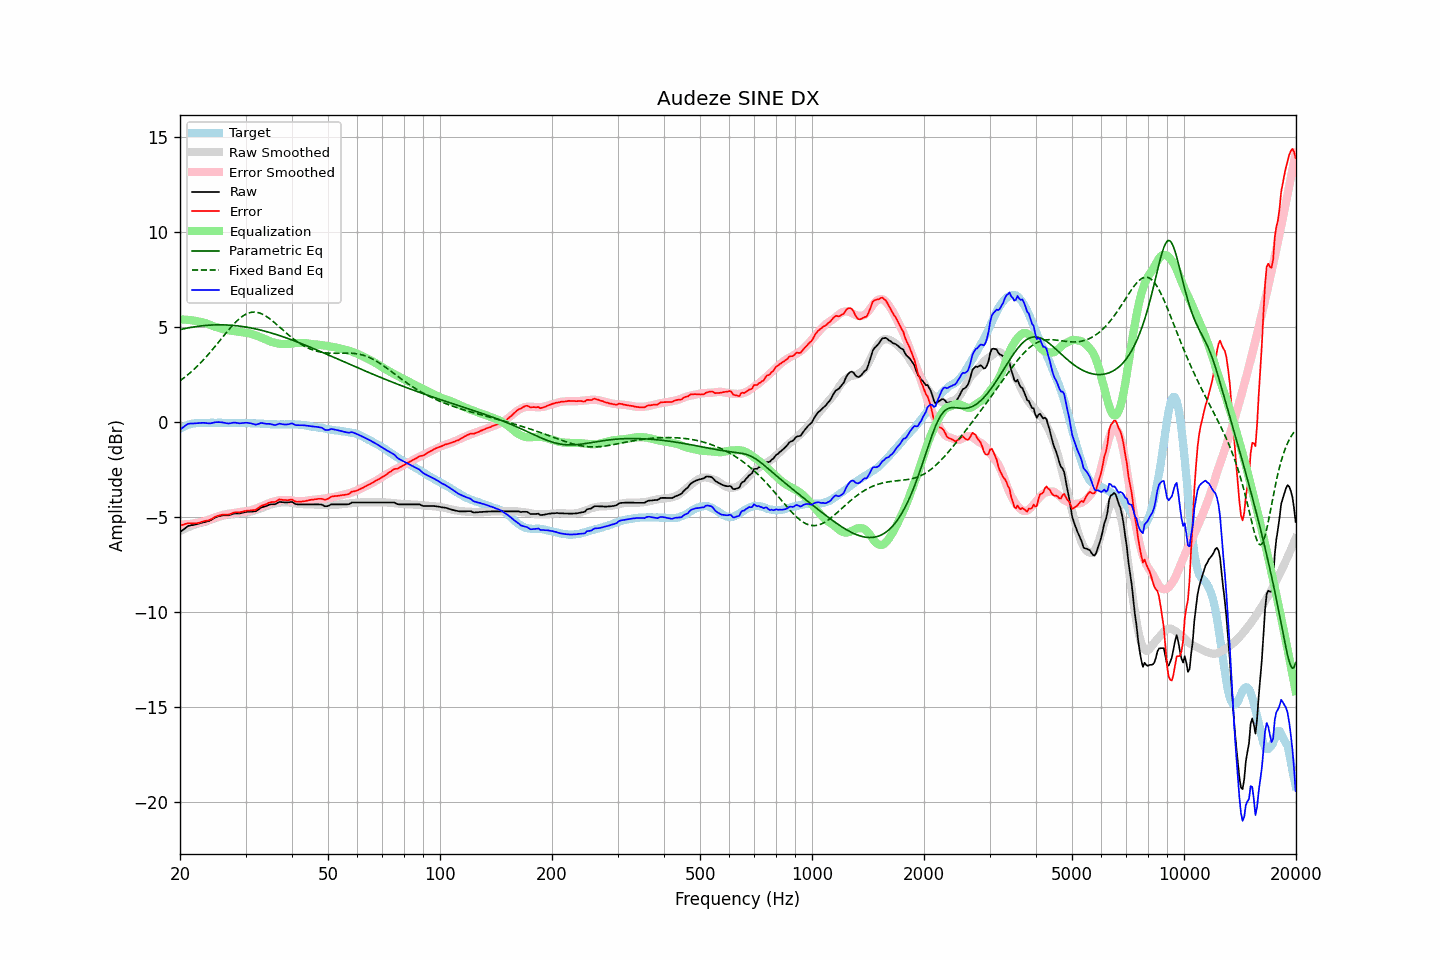 Audeze SINE DX
Target
Raw Smoothed
Error Smoothed
Raw
Error
Equalization
Parametric Eq
Fixed Band Eq
Equalized
15
10
5
0
−5
−10
−15
−20
Amplitude (dBr)
20
50
100
200
500
1000
2000
5000
10000
20000
Frequency (Hz)